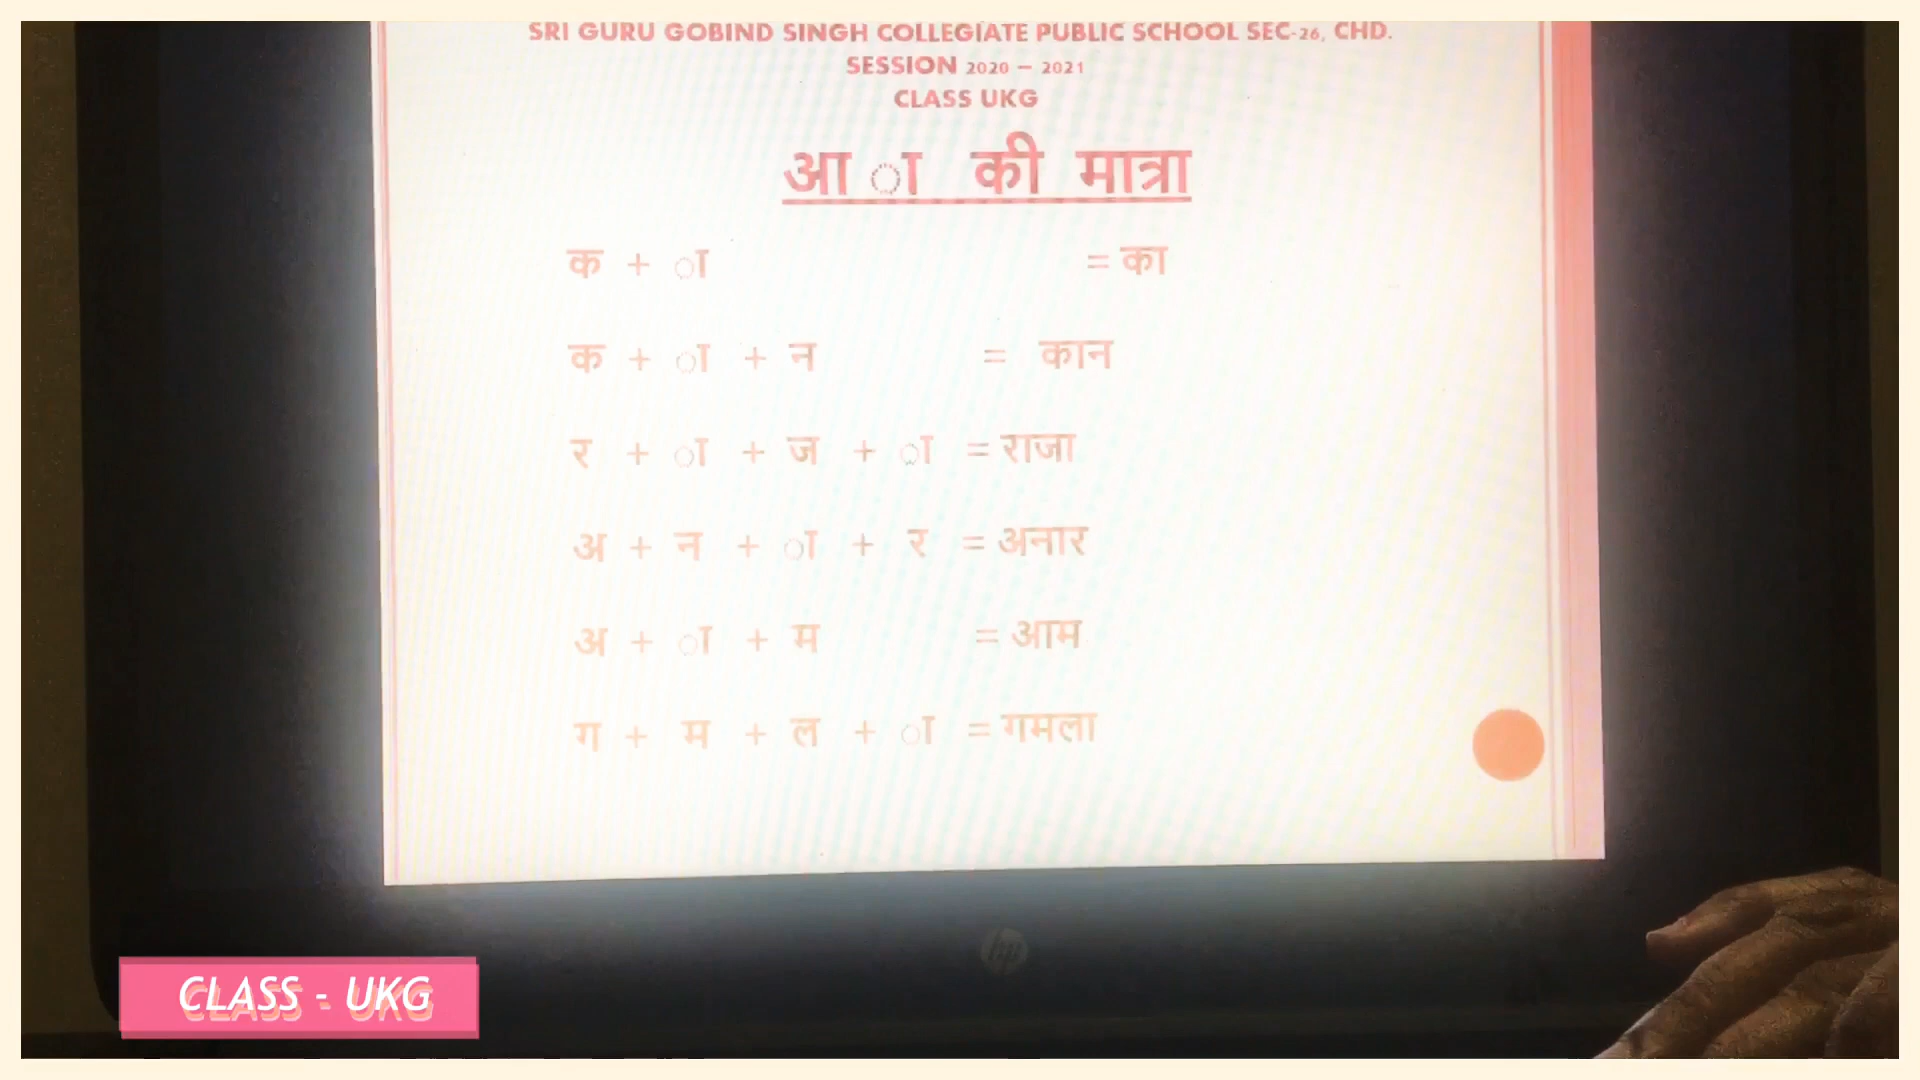 SRI GURU GOBIND SINGH COLLEGIATE PUBLIC SCHOOL SEC-26, CHD.
SESSION 2020 – 2021
CLASS UKG
आ ा की मात्रा
क + ा = का
क + ा + न = कान
र + ा + ज + ा = राजा
अ + न + ा + र = अनार
अ + ा + म = आम
ग + म + ल + ा = गमला
hp
CLASS - UKG